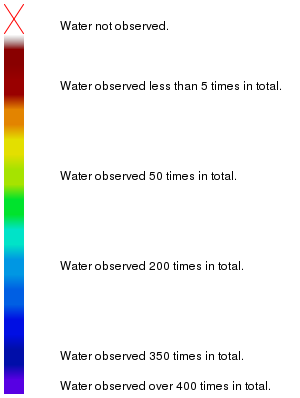 Water not observed.
Water observed less than 5 times in total.
Water observed 50 times in total.
Water observed 200 times in total.
Water observed 350 times in total.
Water observed over 400 times in total.